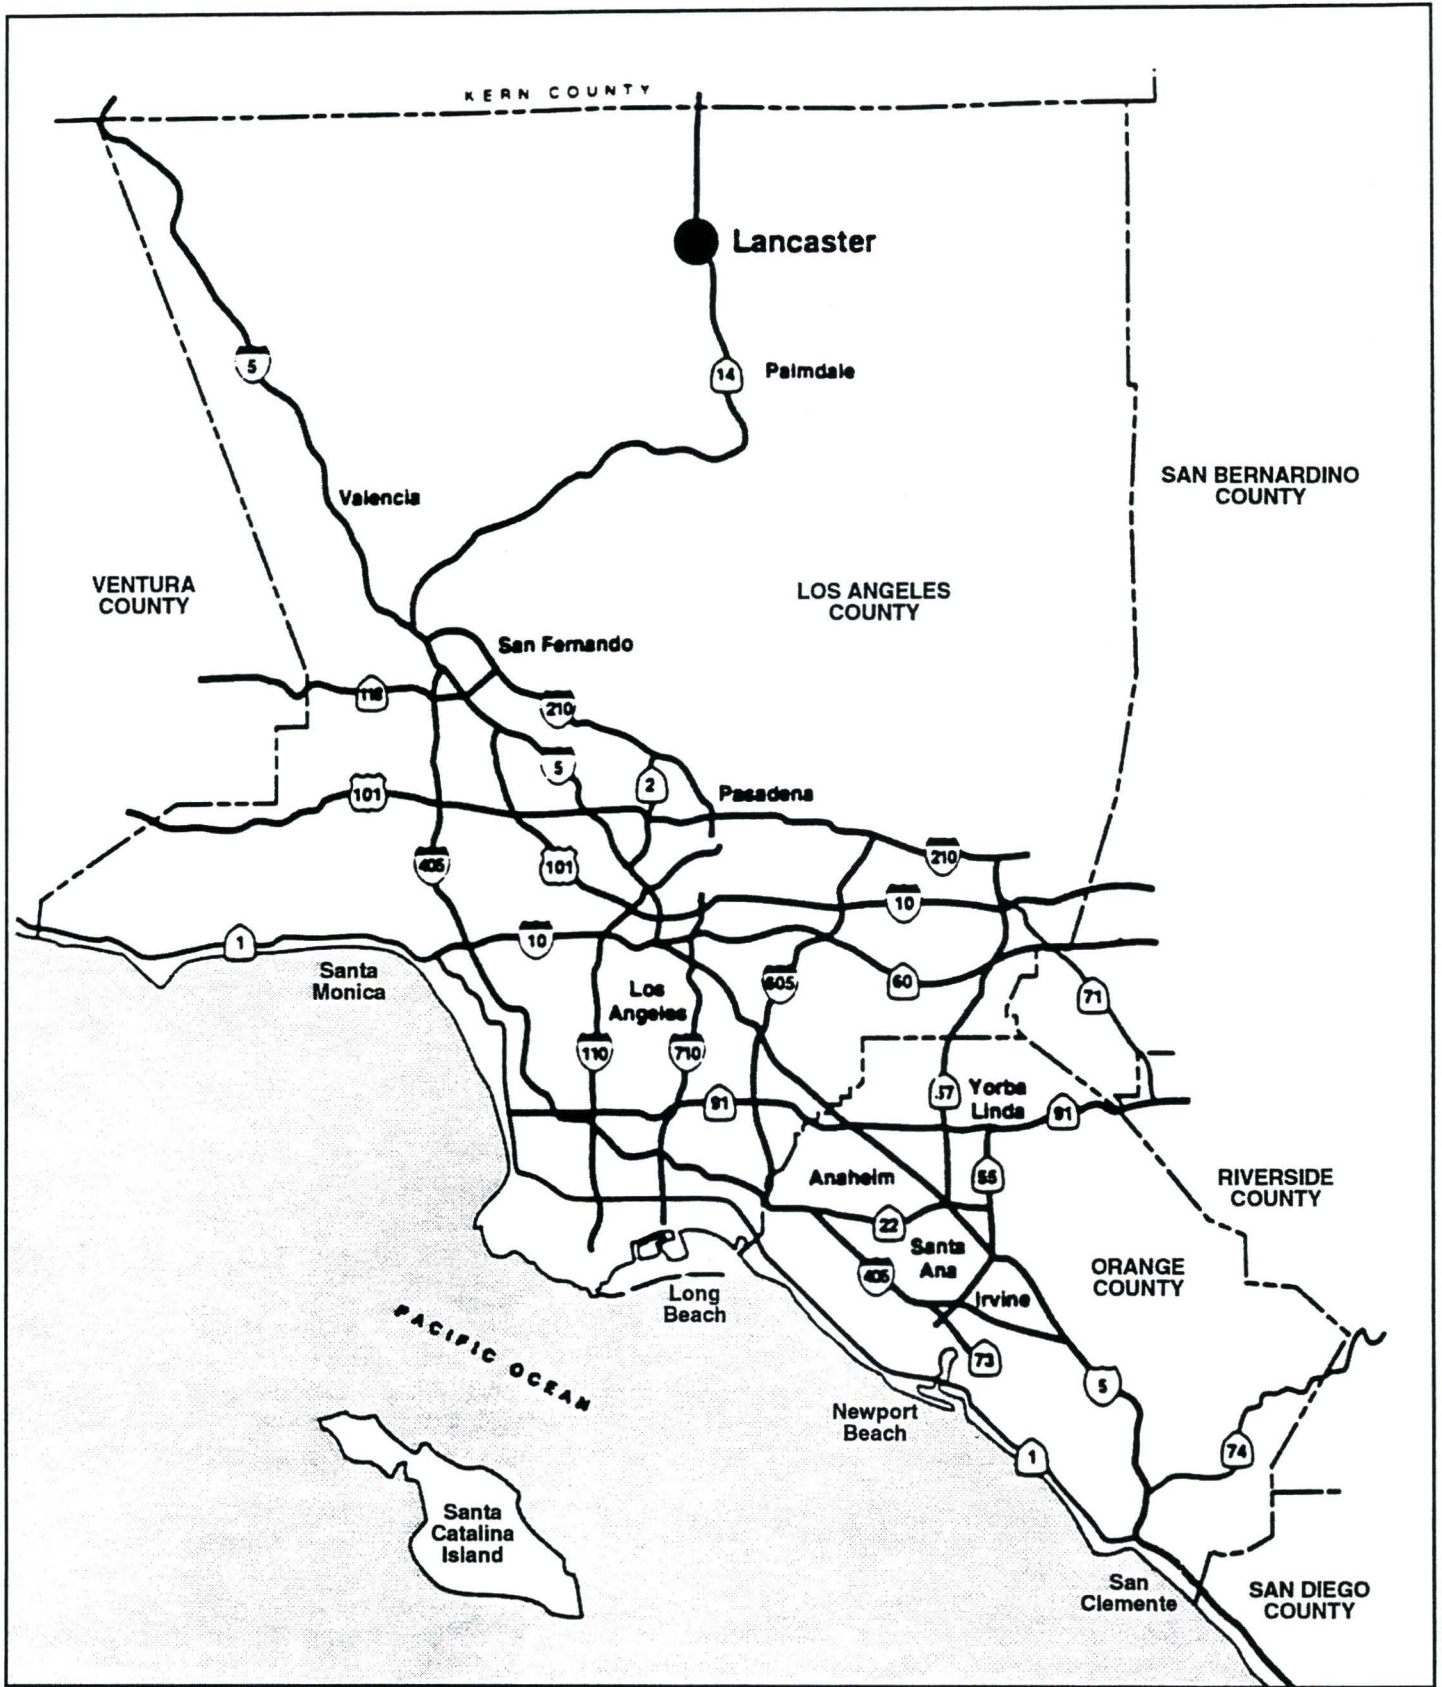 KERN COUNTY
Lancaster
5
14
Palmdale
SAN BERNARDINO
COUNTY
Valencia
VENTURA
COUNTY
LOS ANGELES
COUNTY
San Fernando
118
210
5
2
101
Pasadena
405
101
210
10
1
10
Santa
Monica
605
60
Los
Angeles
71
110
710
57
Yorba
Linda
91
91
Anaheim
55
RIVERSIDE
COUNTY
22
Santa
Ana
405
ORANGE
COUNTY
Irvine
Long
Beach
PACIFIC OCEAN
73
5
Newport
Beach
74
1
Santa
Catalina
Island
San
Clemente
SAN DIEGO
COUNTY